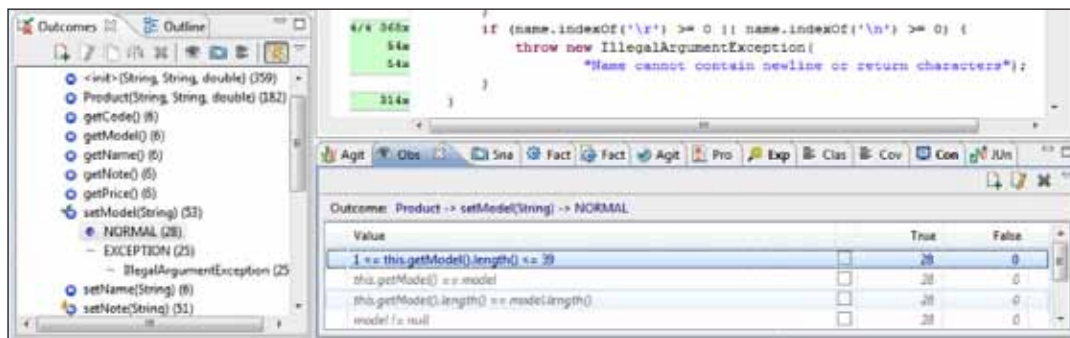 Outcomes
Outline
<init>(String, String, double) (359)
Product(String, String, double) (182)
getCode() (6)
getModel() (6)
getName() (6)
getNote() (6)
getPrice() (6)
setModel(String) (53)
NORMAL (28)
EXCEPTION (25)
IllegalArgumentException (25
setName(String) (6)
setNote(String) (51)
}
4/4 368x if (name.indexOf('\r') >= 0 || name.indexOf('\n') >= 0) {
54x throw new IllegalArgumentException(
54x "Name cannot contain newline or return characters");
}
314x }
Agit Obs Sna Fact Fact Agit Pro Exp Clas Cov Con JUn
Outcome: Product -> setModel(String) -> NORMAL
Value True False
1 <= this.getModel().length() <= 39 28 0
this.getModel() == model 28 0
this.getModel().length() == model.length() 28 0
model != null 28 0